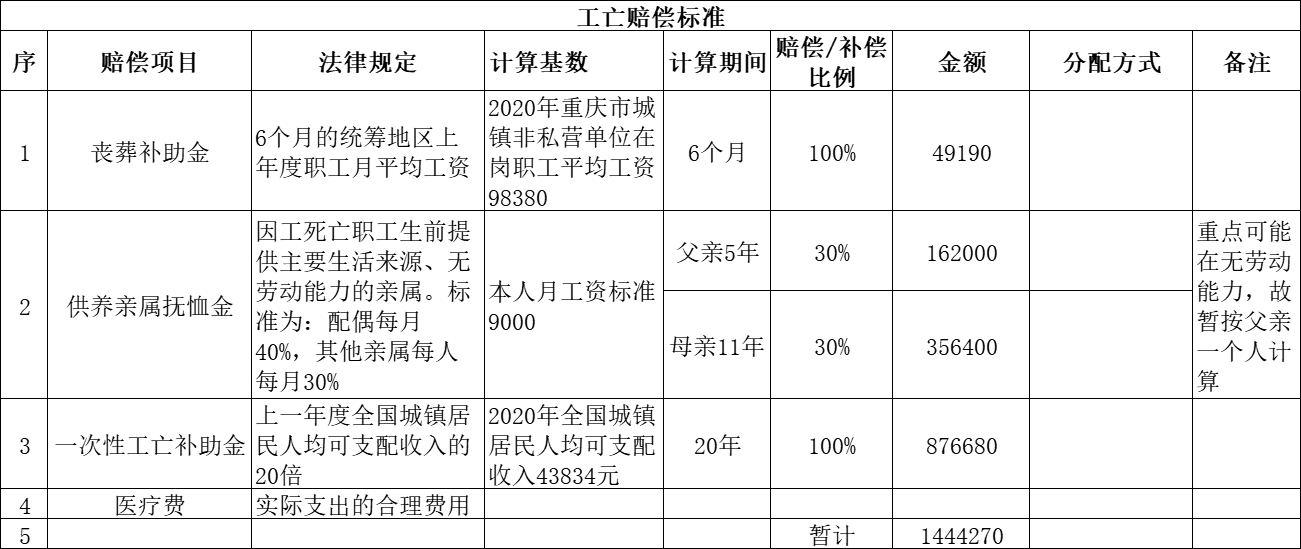 工亡赔偿标准
序 赔偿项目 法律规定 计算基数 计算期间 赔偿/补偿 金额 分配方式 备注
比例
1 丧葬补助金 6个月的统筹地区上
年度职工月平均工资
2020年重庆市城
镇非私营单位在
岗职工平均工资
98380
6个月 100% 49190
2 供养亲属抚恤金 因工死亡职工生前提
供主要生活来源、无
劳动能力的亲属。标
准为：配偶每月
40%，其他亲属每人
每月30%
本人月工资标准
9000
父亲5年 30% 162000
母亲11年 30% 356400
重点可能
在无劳动
能力，故
暂按父亲
一个人计
算
3 一次性工亡补助金 上一年度全国城镇居
民人均可支配收入的
20倍
2020年全国城镇
居民人均可支配
收入43834元
20年 100% 876680
4 医疗费 实际支出的合理费用
5 暂计 1444270